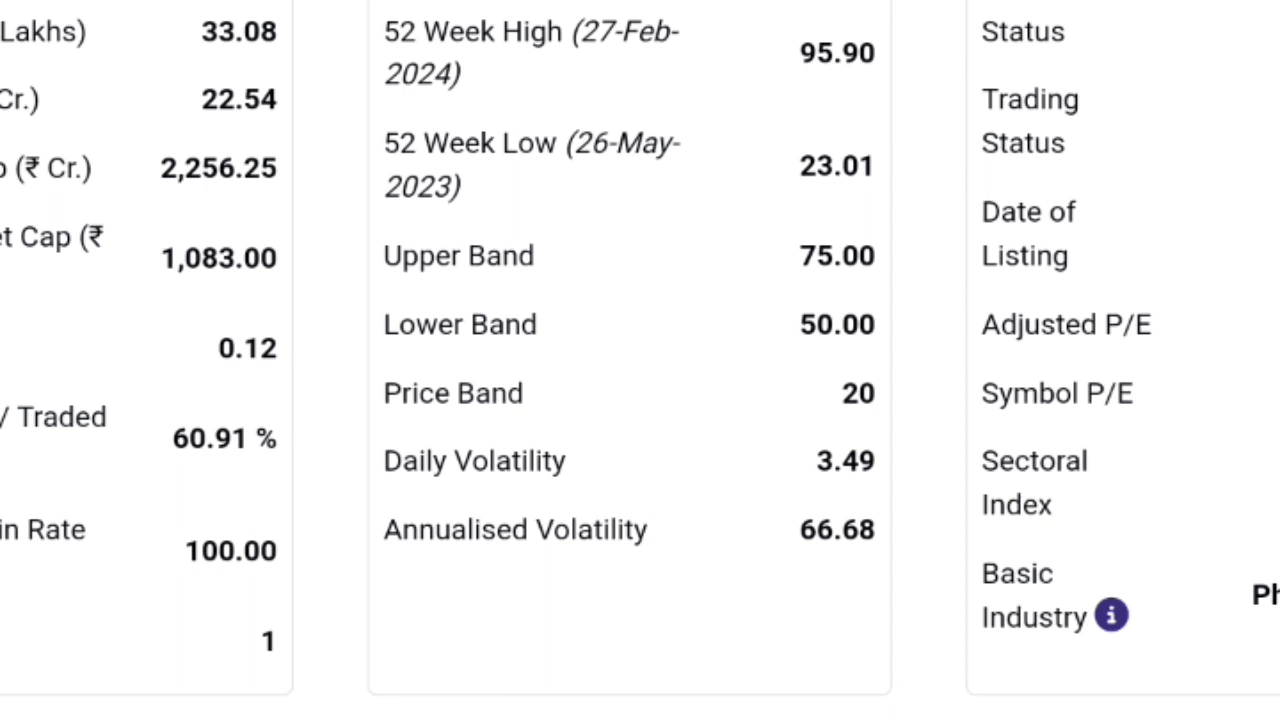 Lakhs) 33.08
Cr.) 22.54
(₹ Cr.) 2,256.25
Cap (₹
1,083.00
0.12
/ Traded
60.91 %
Rate
100.00
1
52 Week High (27-Feb-
2024)
95.90
52 Week Low (26-May-
2023)
23.01
Upper Band 75.00
Lower Band 50.00
Price Band 20
Daily Volatility 3.49
Annualised Volatility 66.68
Status
Trading
Status
Date of
Listing
Adjusted P/E
Symbol P/E
Sectoral
Index
Basic
Industry i